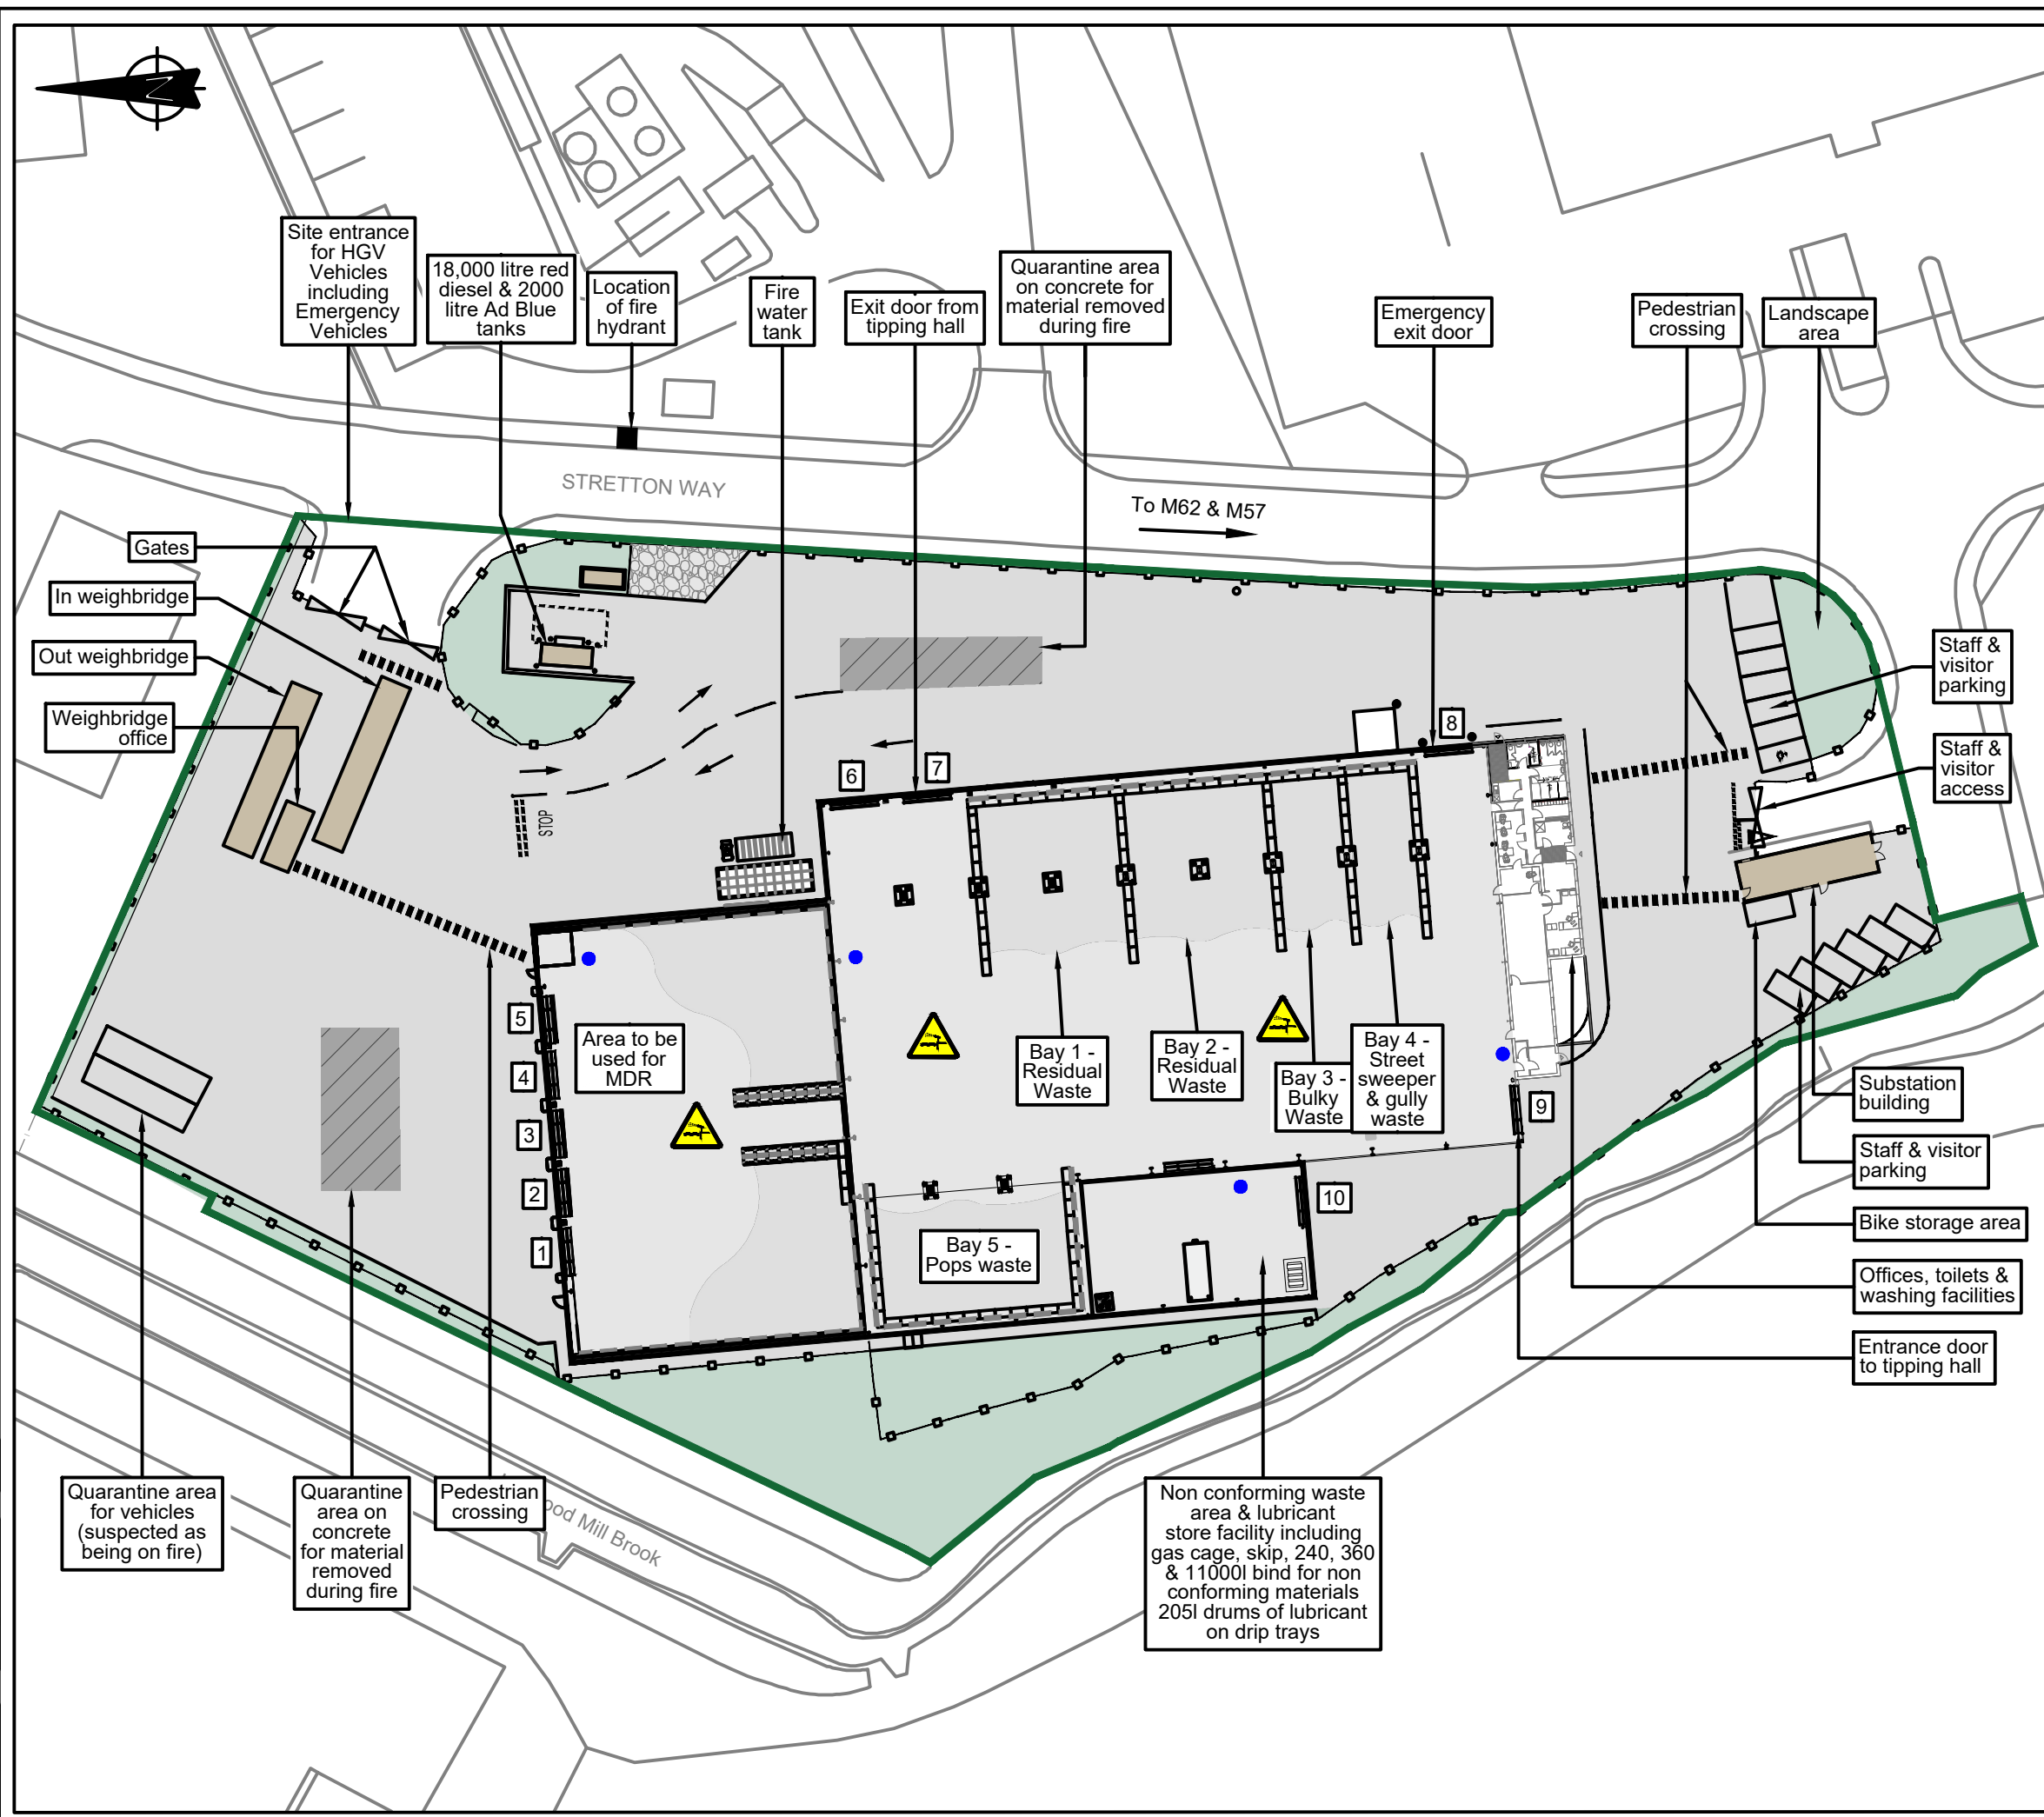 Site entrance
for HGV
Vehicles
including
Emergency
Vehicles
18,000 litre red
diesel & 2000
litre Ad Blue
tanks
Location
of fire
hydrant
Fire
water
tank
Exit door from
tipping hall
Quarantine area
on concrete for
material removed
during fire
Emergency
exit door
Pedestrian
crossing
Landscape
area
STRETTON WAY
To M62 & M57
Gates
In weighbridge
Out weighbridge
Weighbridge
office
Staff &
visitor
parking
Staff &
visitor
access
STOP
6
7
8
5
4
3
2
1
Area to be
used for
MDR
Bay 1 -
Residual
Waste
Bay 2 -
Residual
Waste
Bay 3 -
Bulky
Waste
Bay 4 -
Street
sweeper
& gully
waste
9
10
Bay 5 -
Pops waste
Substation
building
Staff & visitor
parking
Bike storage area
Offices, toilets &
washing facilities
Entrance door
to tipping hall
Quarantine area
for vehicles
(suspected as
being on fire)
Quarantine
area on
concrete
for material
removed
during fire
Pedestrian
crossing
ood Mill Brook
Non conforming waste
area & lubricant
store facility including
gas cage, skip, 240, 360
& 11000l bind for non
conforming materials
205l drums of lubricant
on drip trays